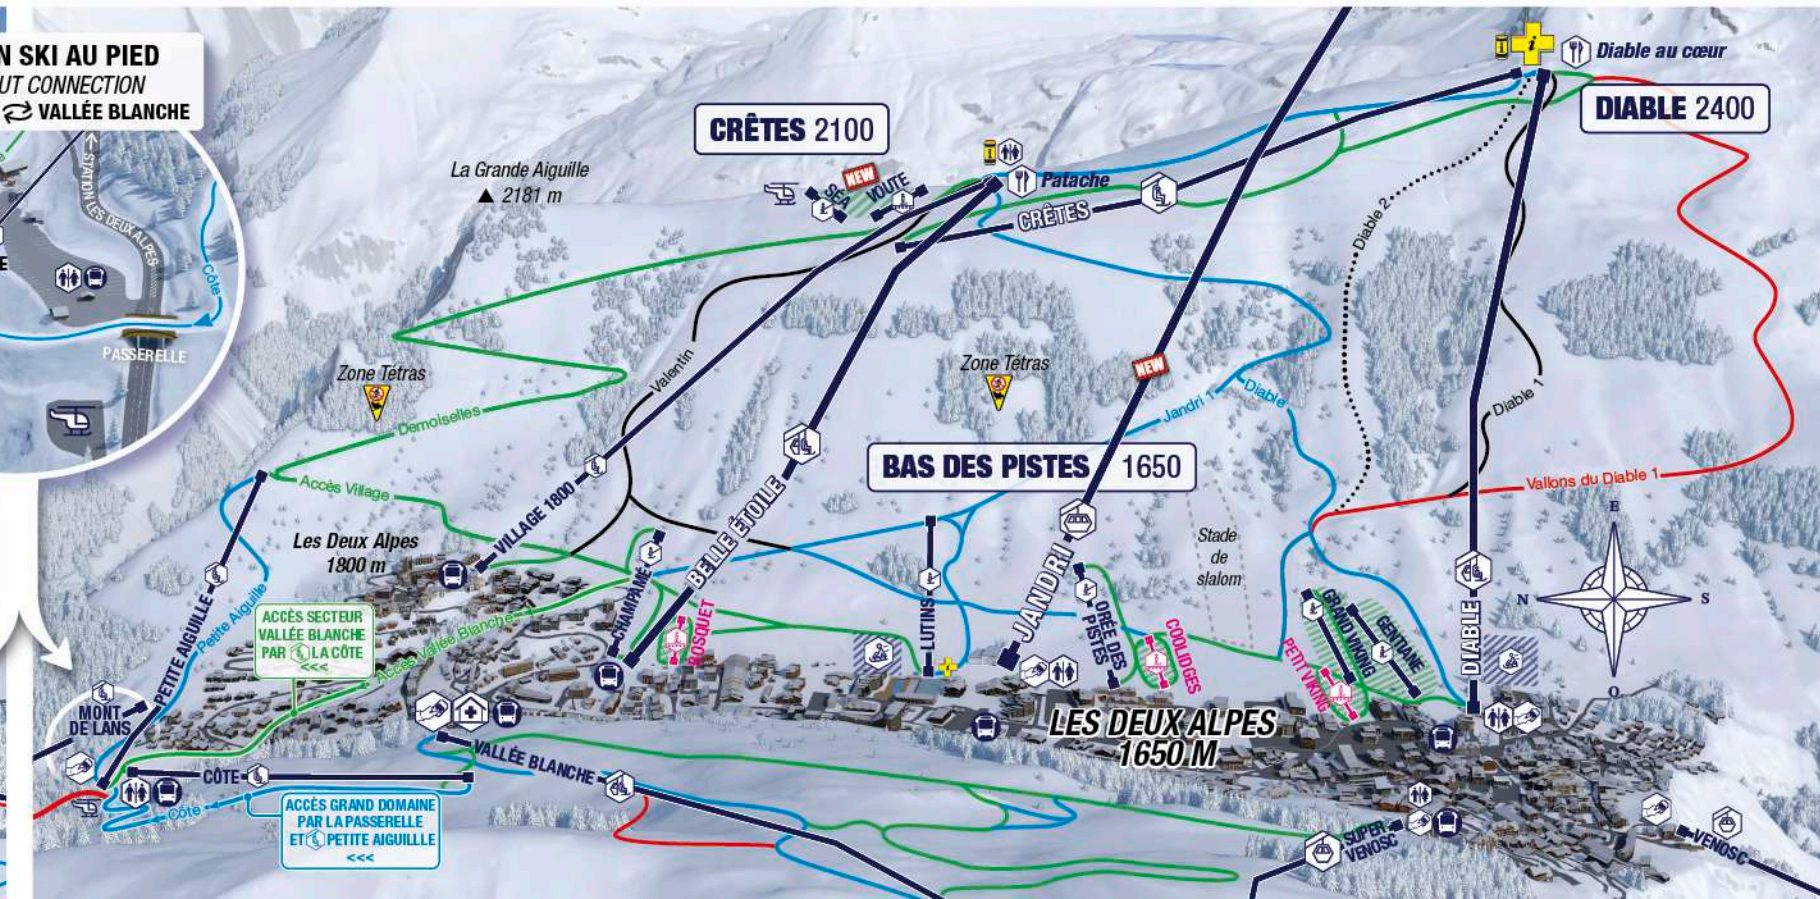 N SKI AU PIED
UT CONNECTION
VALLÉE BLANCHE
STATION LES DEUX ALPES
Côte
PASSERELLE
La Grande Aiguille
2181 m
CRÊTES 2100
NEW
SEA
VOUTE
Patache
CRÊTES
Diable au cœur
DIABLE 2400
Diable 2
Zone Tétras
Zone Tétras
Valentin
NEW
Demoiselles
Jandri 1
Diable
Diable 1
BAS DES PISTES 1650
Accès Village
VILLAGE 1800
BELLE ÉTOILE
Vallons du Diable 1
Les Deux Alpes
1800 m
Stade
de
slalom
E
N
S
O
PETITE AIGUILLE
Petite Aiguille
ACCÈS SECTEUR
VALLÉE BLANCHE
PAR LA CÔTE
<<<
Accès Vallée Blanche
CHAMPAMÉ
BOSQUET
LUTINS
JANDRI
ORÉE DES
PISTES
COOLIDGES
PETIT VIKING
GRAND VIKING
GENTIANE
DIABLE
MONT
DE LANS
LES DEUX ALPES
1650 M
VALLÉE BLANCHE
CÔTE
Côte
ACCÈS GRAND DOMAINE
PAR LA PASSERELLE
ET PETITE AIGUILLLE
<<<
SUPER
VENOSC
VENOSC